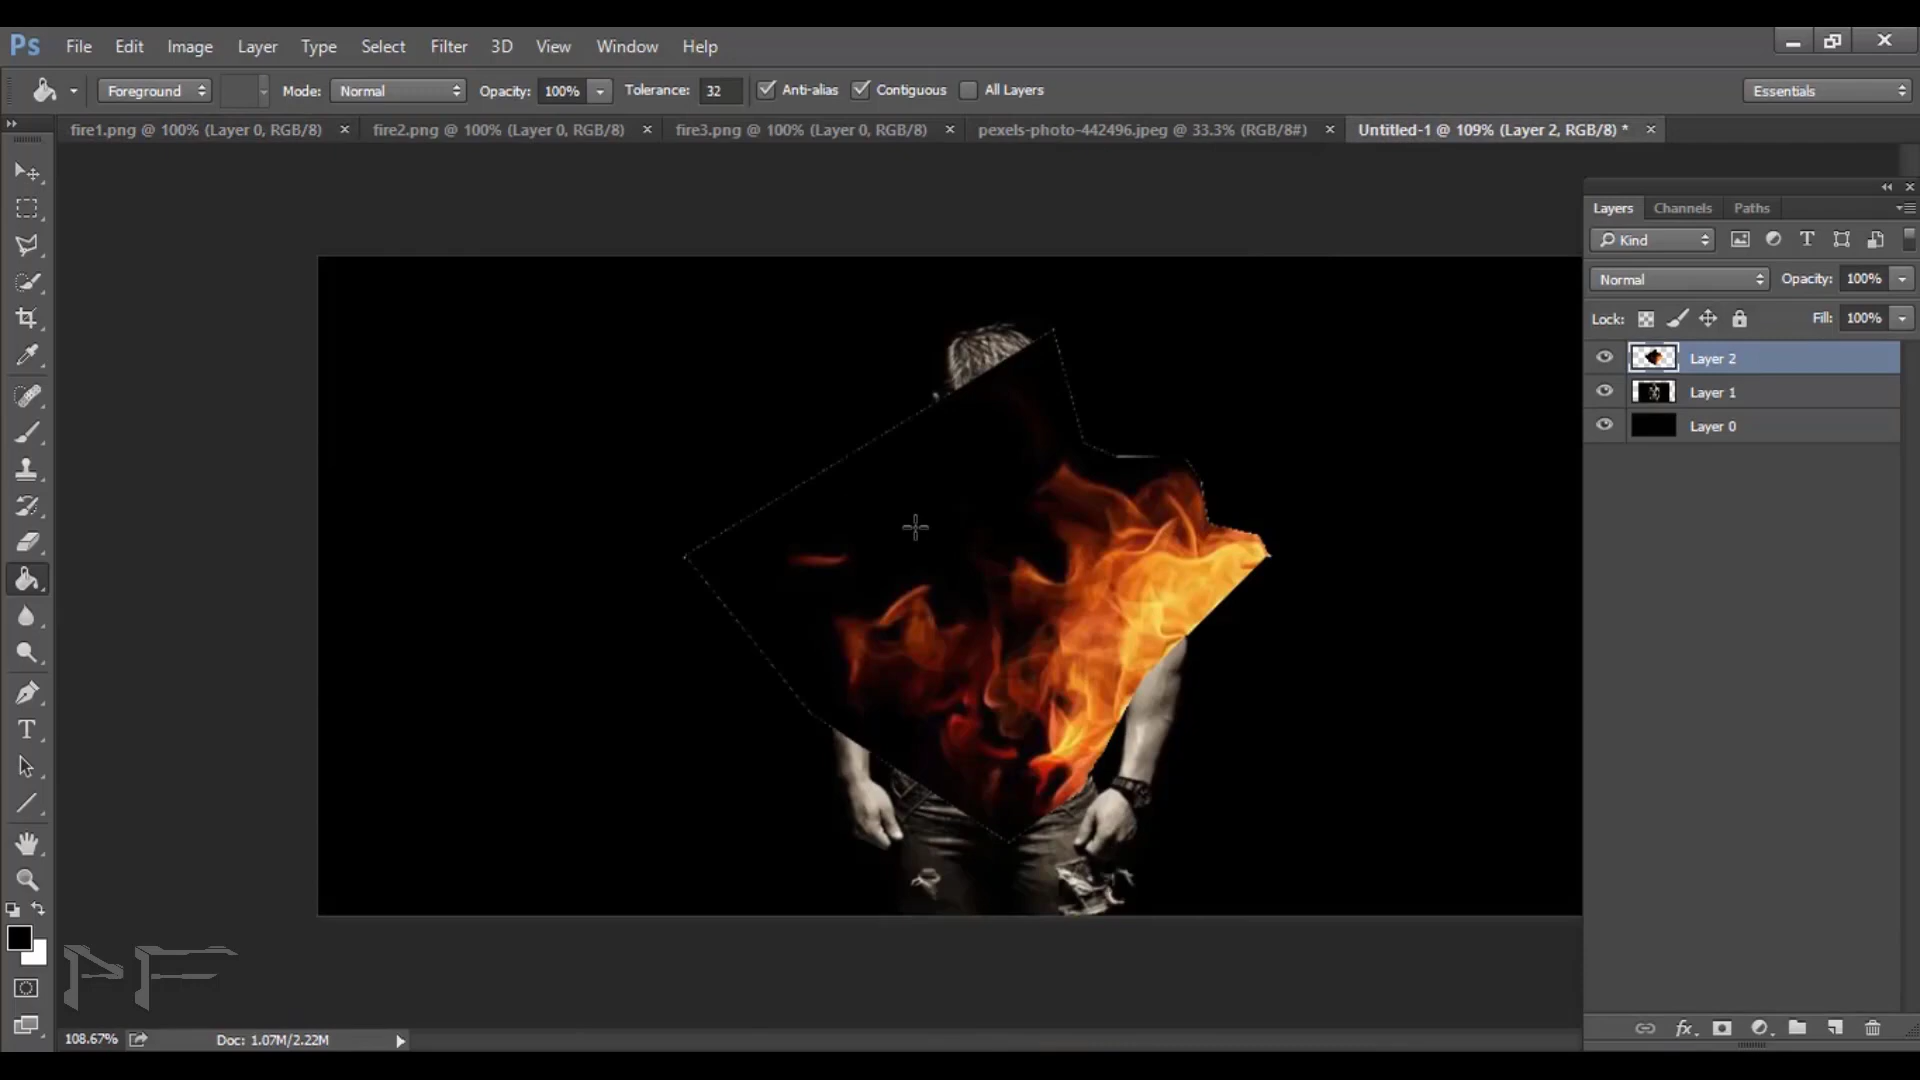 Ps File Edit Image Layer Type Select Filter 3D View Window Help
Foreground Mode: Normal Opacity: 100% Tolerance: 32 Anti-alias Contiguous All Layers Essentials
fire1.png @ 100% (Layer 0, RGB/8) × fire2.png @ 100% (Layer 0, RGB/8) × fire3.png @ 100% (Layer 0, RGB/8) × pexels-photo-442496.jpeg @ 33.3% (RGB/8#) × Untitled-1 @ 109% (Layer 2, RGB/8) * ×
Layers Channels Paths
Kind
Normal Opacity: 100%
Lock: Fill: 100%
Layer 2
Layer 1
Layer 0
108.67% Doc: 1.07M/2.22M
fx